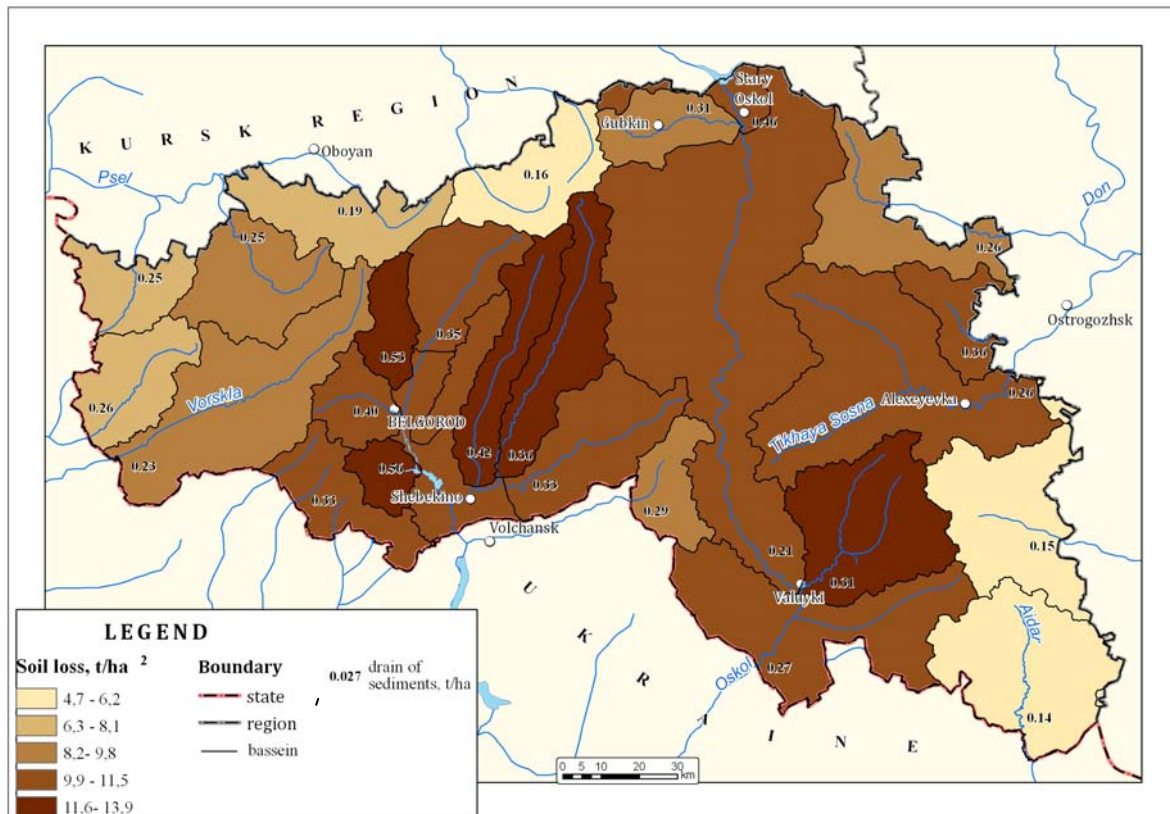 KURSK REGION
Oboyan
Psel
Stary
Oskol
0.31
0.46
Gubkin
0.16
0.19
0.25
0.25
Don
0.26
Ostrogozhsk
0.35
0.53
0.36
0.26
Vorskla
0.26
0.40
BELGOROD
Alexeyevka
0.26
Tikhaya Sosna
0.23
0.42
0.36
0.56
0.33
0.33
Shebekino
0.29
Volchansk
0.21
0.15
0.31
Valuyki
Aidar
Oskol
0.27
0.14
UKRAINE
LEGEND
Soil loss, t/ha 2
4,7 - 6,2
6,3 - 8,1
8,2- 9,8
9,9 - 11,5
11,6- 13,9
Boundary
state
region
bassein
0.027 drain of
sediments, t/ha
0 5 10 20 30
km